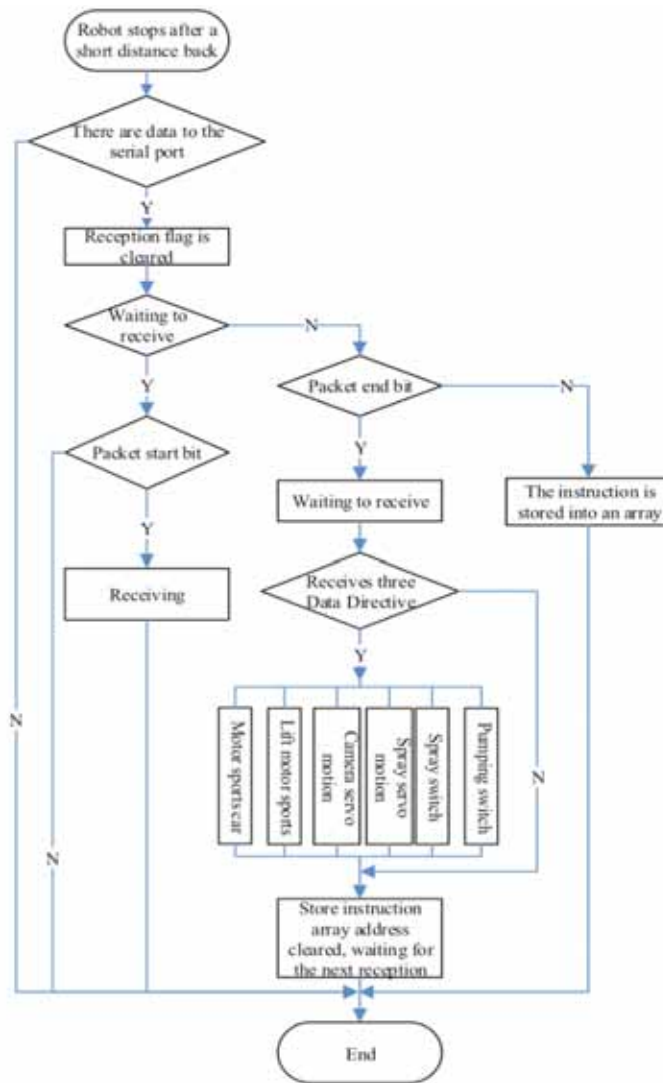 Robot stops after a
short distance back
There are data to the
serial port
Y
Reception flag is
cleared
Waiting to
receive
N
Y
Packet end bit
N
Packet start bit
Y
Waiting to receive
The instruction is
stored into an array
Y
Receiving
Receives three
Data Directive
Y
Motor sports car
Lift motor sports
Camera servo
motion
Spray servo
motion
Spray switch
Pumping switch
N
N
N
Store instruction
array address
cleared, waiting for
the next reception
End